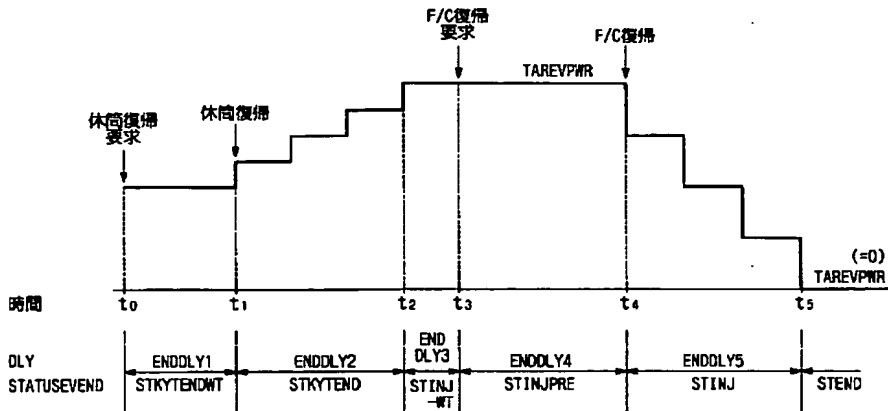 F/C復帰
要求
F/C復帰
TAREVPWR
休筒復帰
要求
休筒復帰
(=0)
TAREVPWR
時間
t0
t1
t2
t3
t4
t5
DLY
ENDDLY1
ENDDLY2
END
DLY3
ENDDLY4
ENDDLY5
STATUSEVEND
STKYTENDWT
STKYTEND
STINJ
-WT
STINJPRE
STINJ
STEND